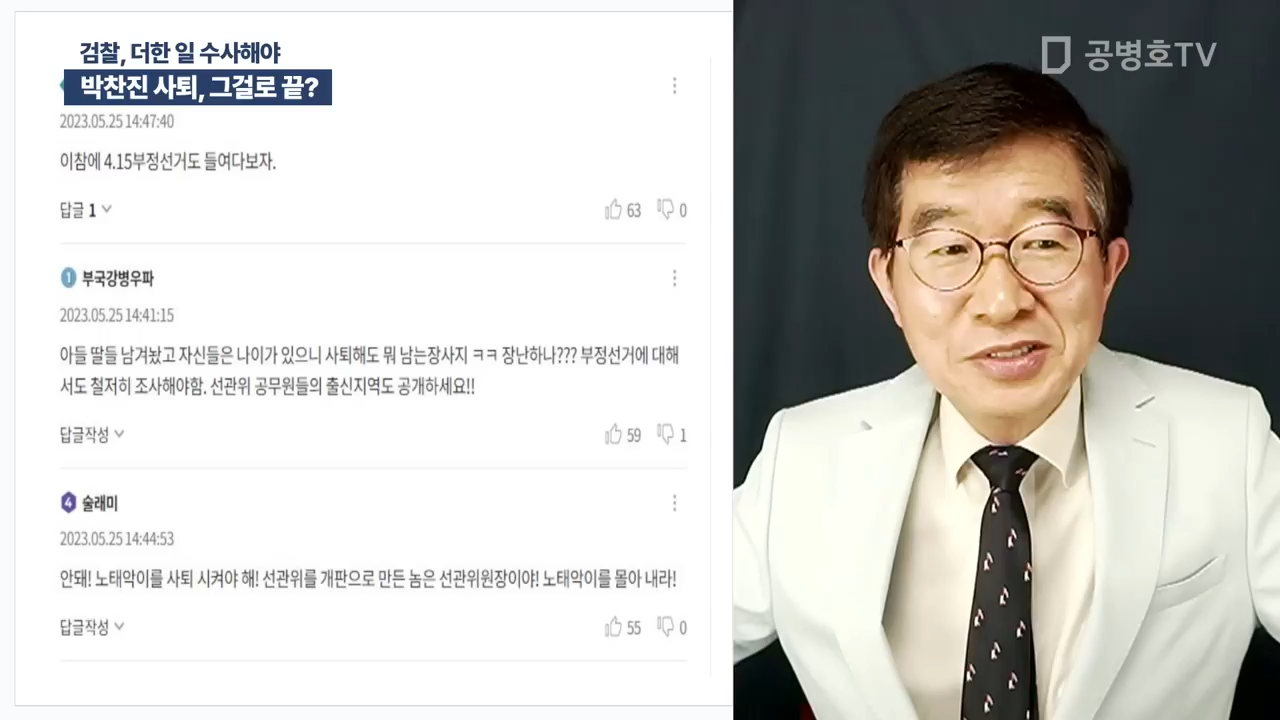 검찰, 더한 일 수사해야
박찬진 사퇴, 그걸로 끝?
공병호TV
2023.05.25 14:47:40
이참에 4.15부정선거도 들여다보자.
답글 1
63 0
1 부국강병우파
2023.05.25 14:41:15
아들 딸들 남겨놨고 자신들은 나이가 있으니 사퇴해도 뭐 남는장사지 ㅋㅋ 장난하나??? 부정선거에 대해
서도 철저히 조사해야함. 선관위 공무원들의 출신지역도 공개하세요!!
답글작성
59 1
4 술래미
2023.05.25 14:44:53
안돼! 노태악이를 사퇴 시켜야 해! 선관위를 개판으로 만든 놈은 선관위원장이야! 노태악이를 몰아 내라!
답글작성
55 0